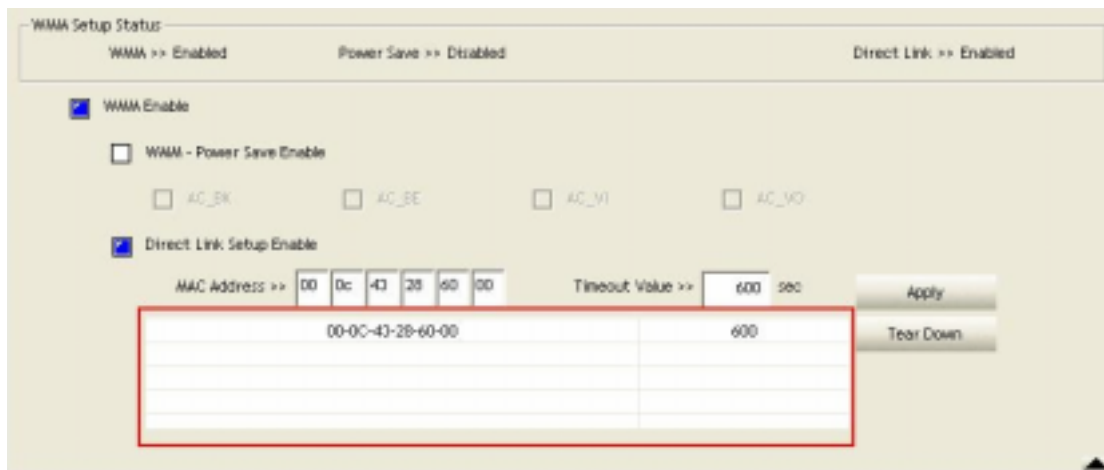 WMM Setup Status
WMM >> Enabled Power Save >> Disabled Direct Link >> Enabled
WMM Enable
WMM - Power Save Enable
AC_BK AC_BE AC_VI AC_VO
Direct Link Setup Enable
MAC Address >> 00 0c 43 28 60 00 Timeout Value >> 600 sec Apply
00-0C-43-28-60-00 600 Tear Down